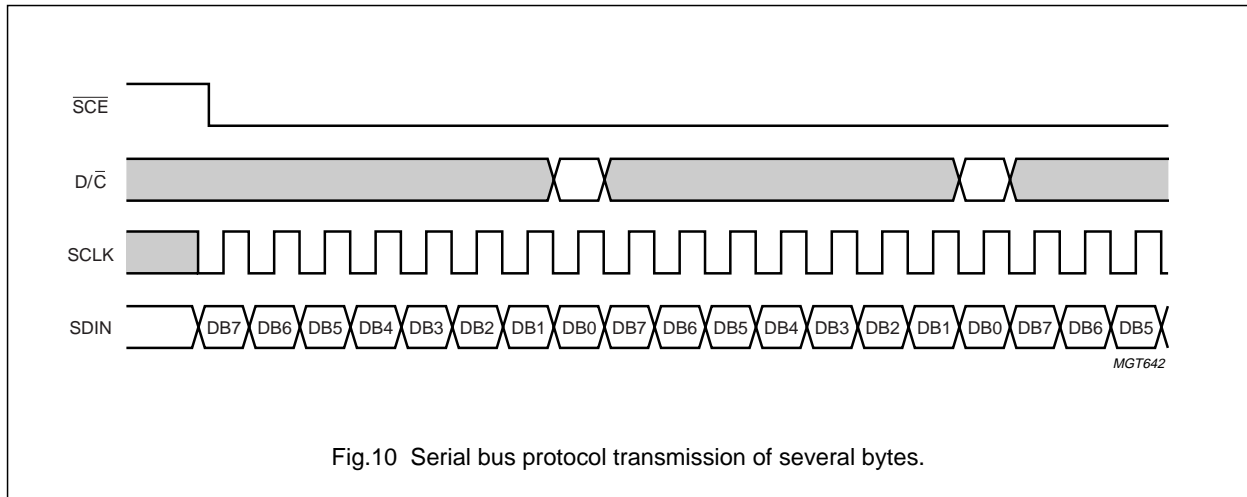 S̅C̅E̅
D/C̅
SCLK
SDIN DB7 DB6 DB5 DB4 DB3 DB2 DB1 DB0 DB7 DB6 DB5 DB4 DB3 DB2 DB1 DB0 DB7 DB6 DB5
MGT642
Fig.10 Serial bus protocol transmission of several bytes.